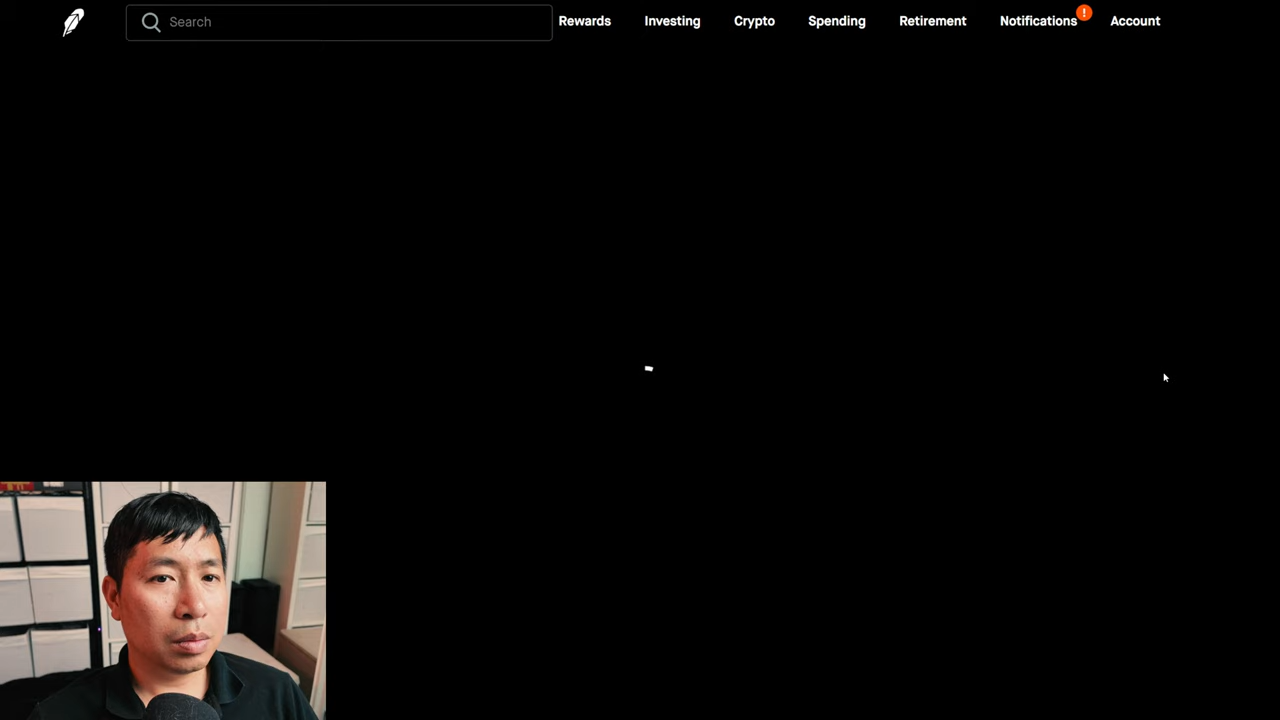 Search
Rewards
Investing
Crypto
Spending
Retirement
Notifications
!
Account